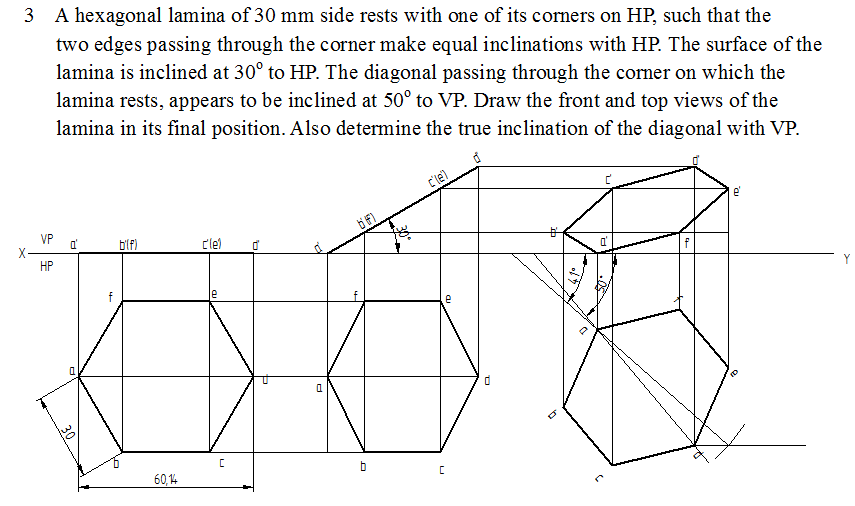 3 A hexagonal lamina of 30 mm side rests with one of its corners on HP, such that the
two edges passing through the corner make equal inclinations with HP. The surface of the
lamina is inclined at 30° to HP. The diagonal passing through the corner on which the
lamina rests, appears to be inclined at 50° to VP. Draw the front and top views of the
lamina in its final position. Also determine the true inclination of the diagonal with VP.
d' c' d'
c'(e') e'
b'(f')
30°
b' a' f'
X VP a' b'(f') c'(e') d' a' Y
HP
41° 50°
f e f e f
a
a d a d e
30
b c b c b d
60,14 c